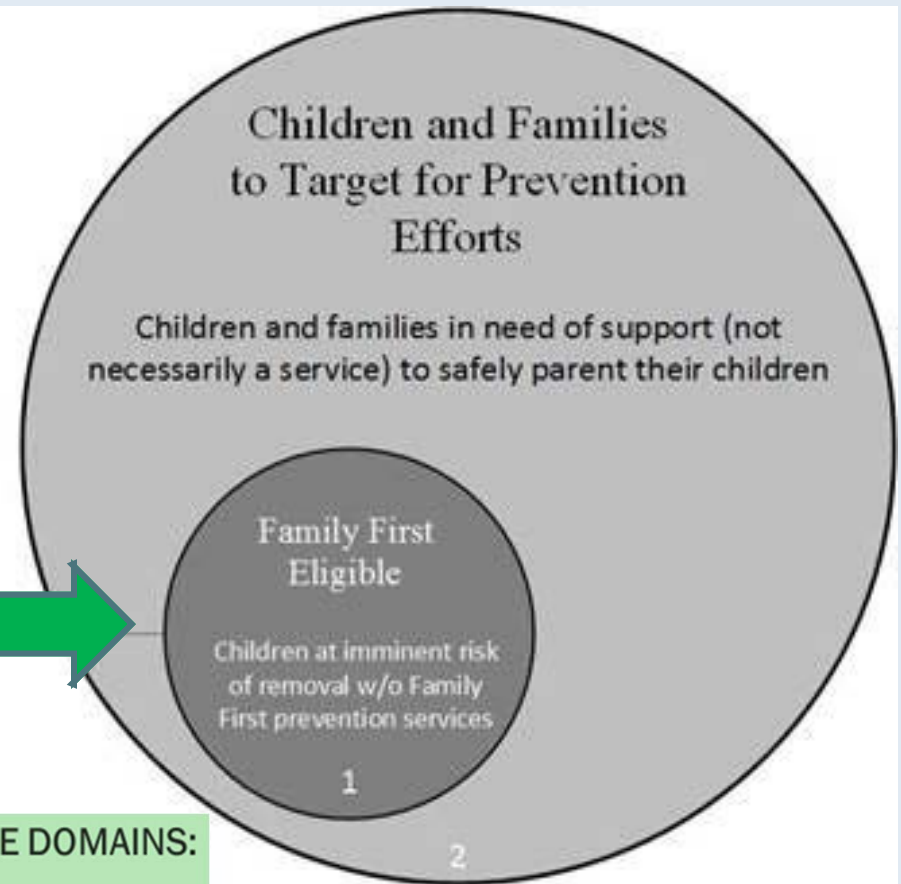 Children and Families
to Target for Prevention
Efforts
Children and families in need of support (not
necessarily a service) to safely parent their children
Family First
Eligible
Children at imminent risk
of removal w/o Family
First prevention services
1
E DOMAINS:
2